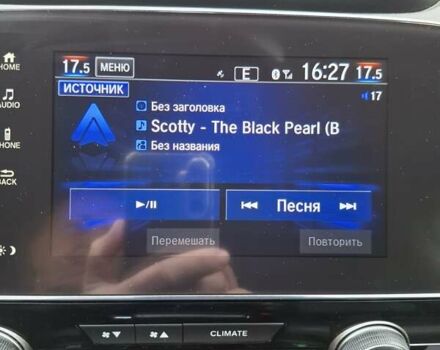 17.5 МЕНЮ E 16:27 17.5
HOME
ИСТОЧНИК
17
Без заголовка
AUDIO
Scotty - The Black Pearl (B
Без названия
PHONE
BACK
Песня
Перемешать Повторить
CLIMATE